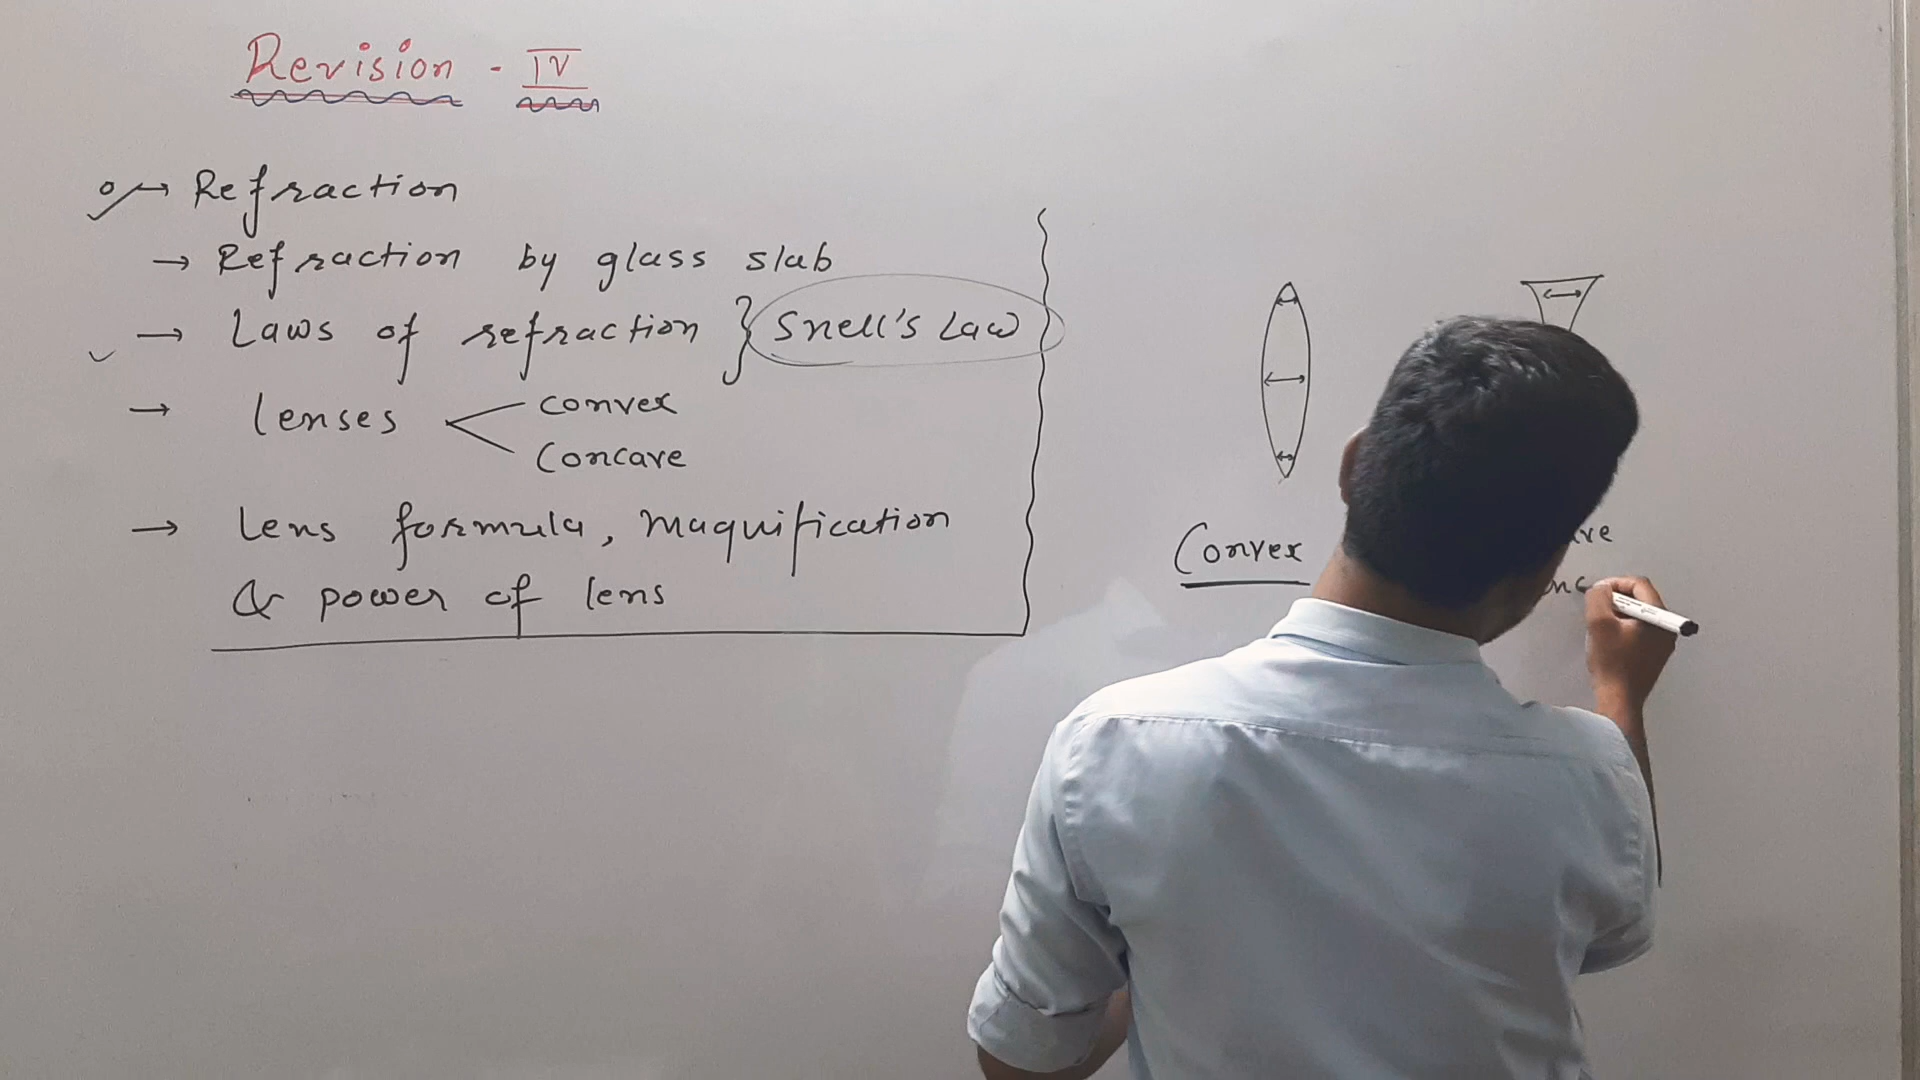 Revision - IV
→ Refraction
→ Refraction by glass slab
→ Laws of refraction } Snell's Law
→ lenses < convex
Concave
→ lens formula, Magnification
& power of lens
Convex